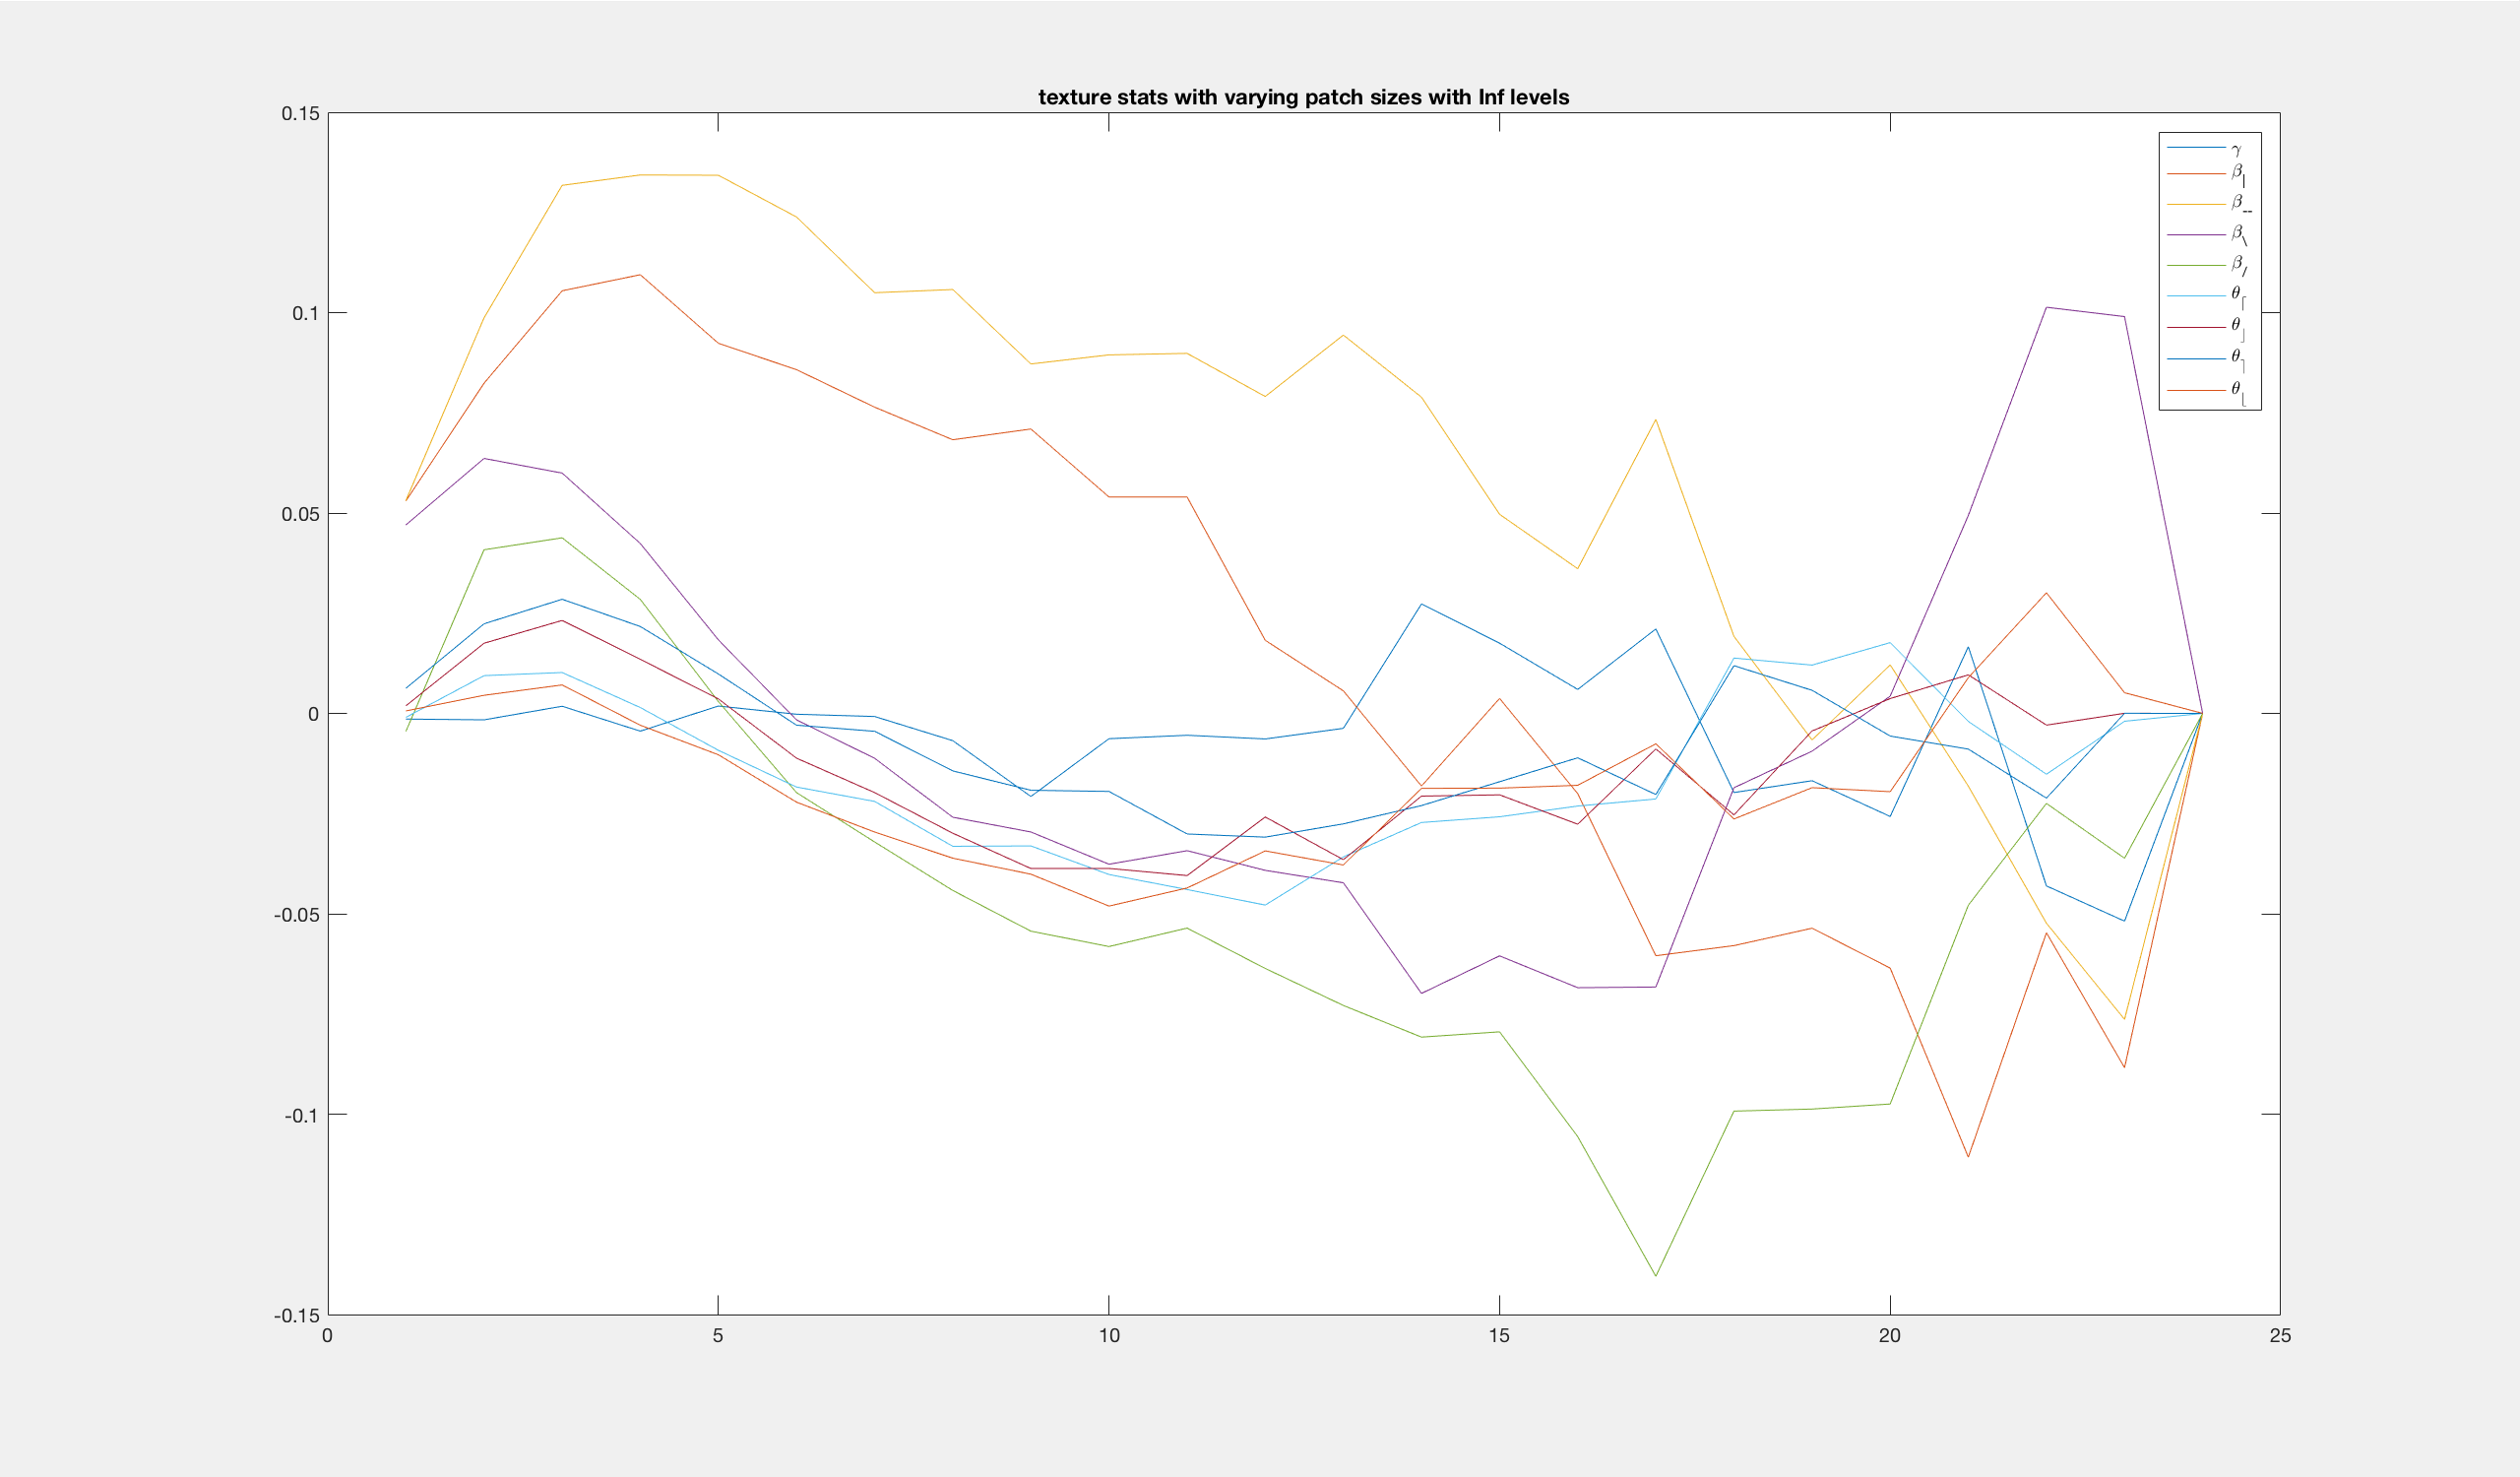 texture stats with varying patch sizes with Inf levels
0.15
0.1
0.05
0
-0.05
-0.1
-0.15
0 5 10 15 20 25
γ
β|
β--
β\
β/
θ⌈
θ⌋
θ⌉
θ⌊